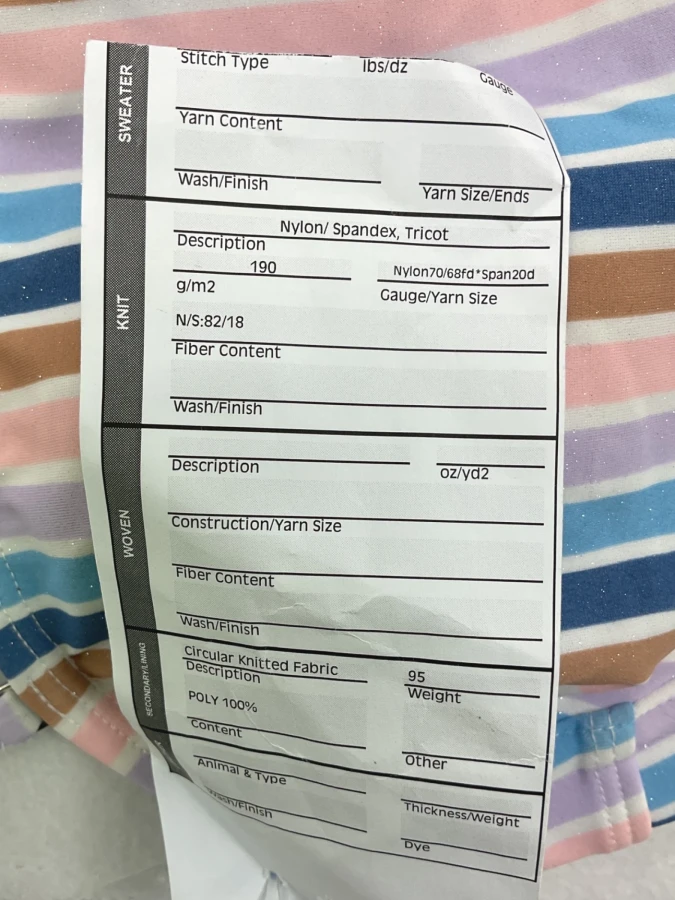 SWEATER
Stitch Type lbs/dz Gauge
Yarn Content
Wash/Finish Yarn Size/Ends
KNIT
Nylon/ Spandex, Tricot
Description
190 Nylon70/68fd*Span20d
g/m2 Gauge/Yarn Size
N/S:82/18
Fiber Content
Wash/Finish
WOVEN
Description oz/yd2
Construction/Yarn Size
Fiber Content
Wash/Finish
SECONDARY/LINING
Circular Knitted Fabric 95
Description Weight
POLY 100%
Content Other
Animal & Type Thickness/Weight
Wash/Finish Dye